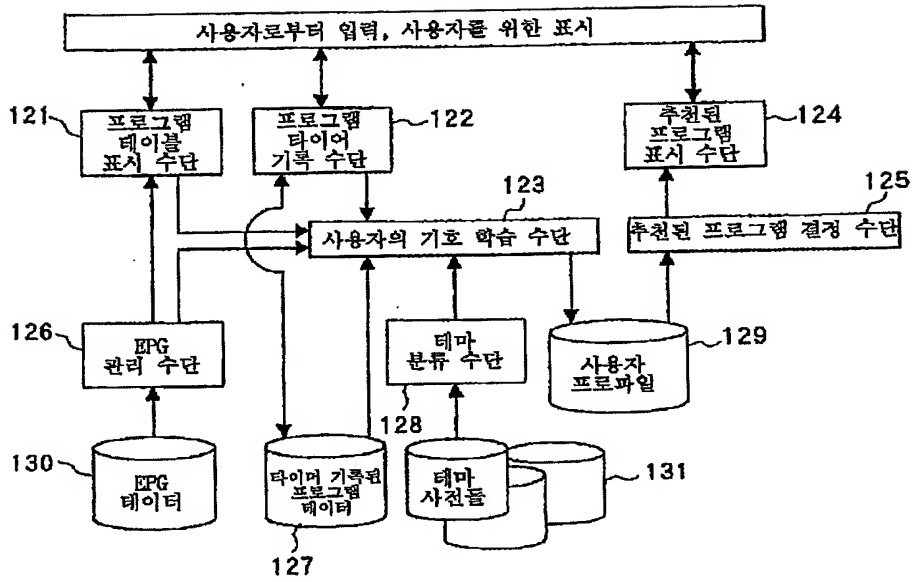 사용자로부터 입력, 사용자를 위한 표시
121
프로그램
테이블
표시 수단
프로그램
타이어
기록 수단
122
추천된
프로그램
표시 수단
124
123
사용자의 기호 학습 수단
125
추천된 프로그램 결정 수단
126
EPG
관리 수단
테마
분류 수단
128
사용자
프로파일
129
130
EPG
데이터
타이머 기록된
프로그램
데이터
127
테마
사전들
131